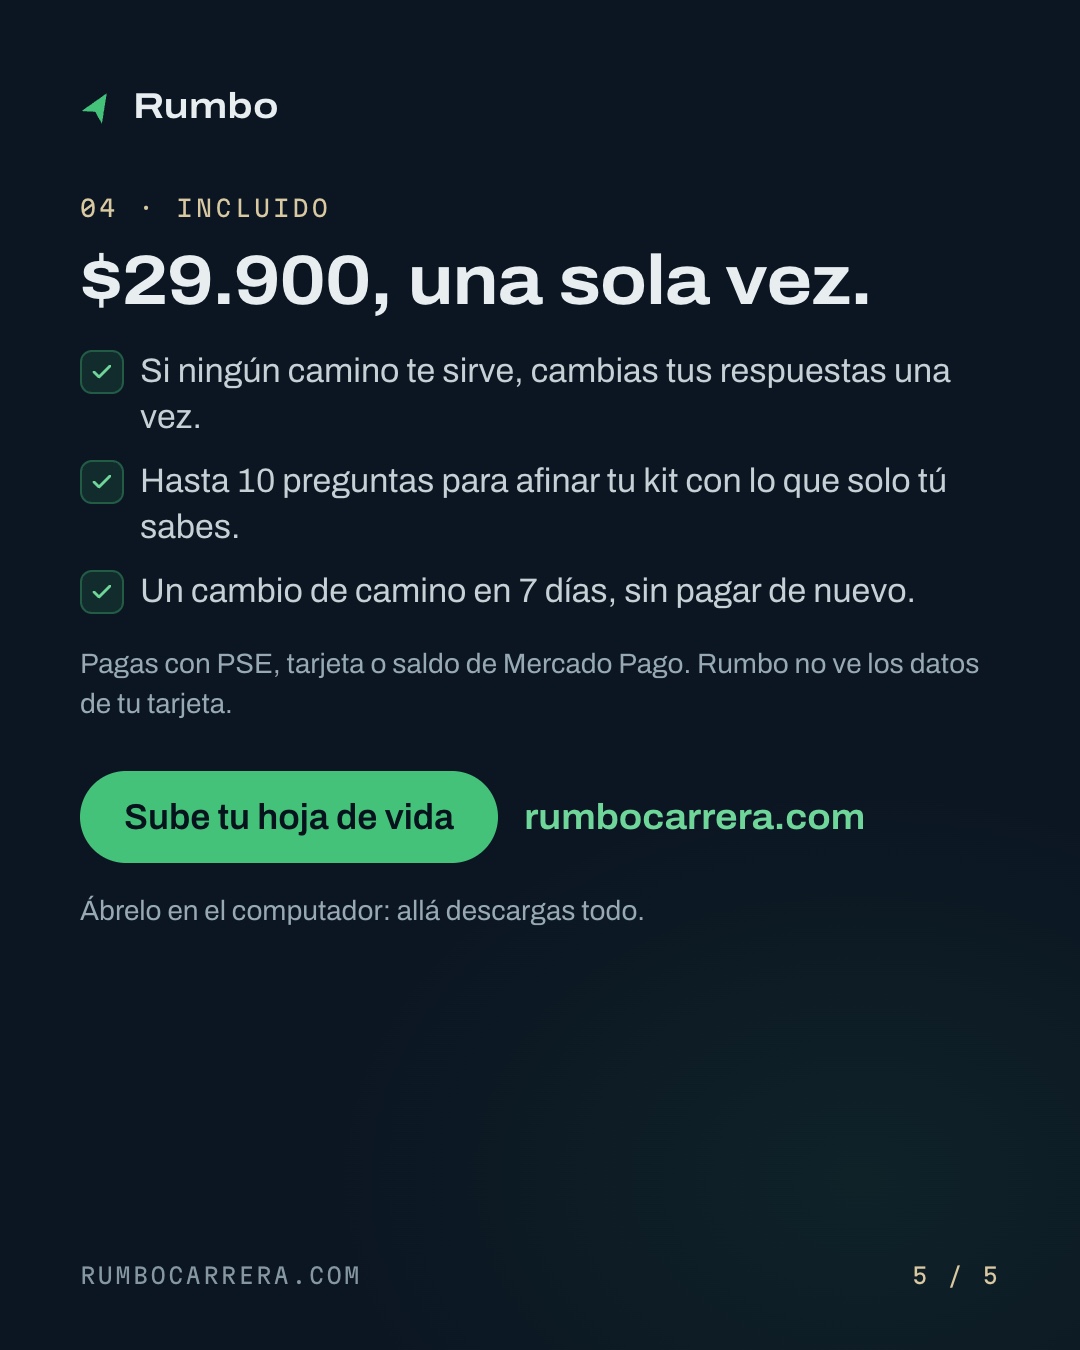 Rumbo
04 · INCLUIDO
$29.900, una sola vez.
Si ningún camino te sirve, cambias tus respuestas una
vez.
Hasta 10 preguntas para afinar tu kit con lo que solo tú
sabes.
Un cambio de camino en 7 días, sin pagar de nuevo.
Pagas con PSE, tarjeta o saldo de Mercado Pago. Rumbo no ve los datos
de tu tarjeta.
Sube tu hoja de vida
rumbocarrera.com
Ábrelo en el computador: allá descargas todo.
RUMBOCARRERA.COM
5 / 5